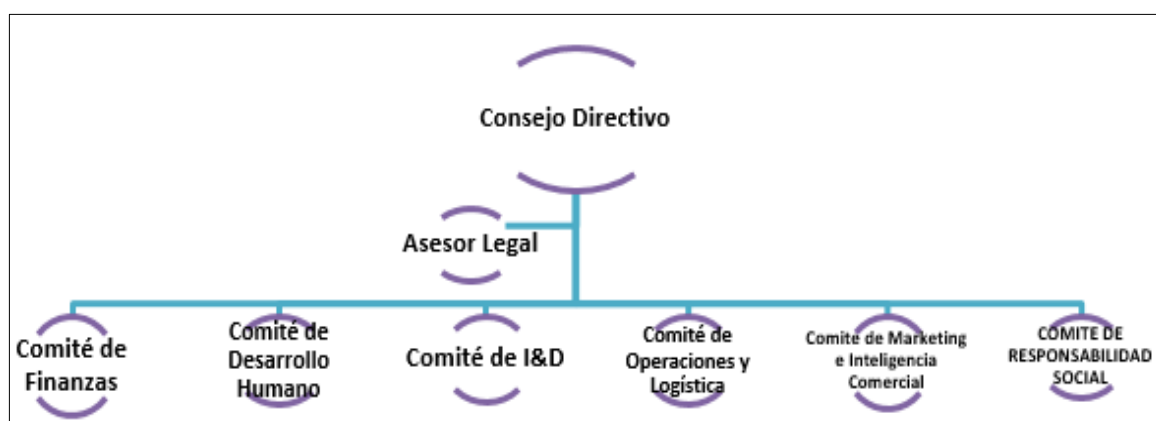 Consejo Directivo
Asesor Legal
Comité de
Finanzas
Comité de
Desarrollo
Humano
Comité de I&D
Comité de
Operaciones y
Logística
Comite de Marketing
e Inteligencia
Comercial
COMITE DE
RESPONSABILIDAD
SOCIAL